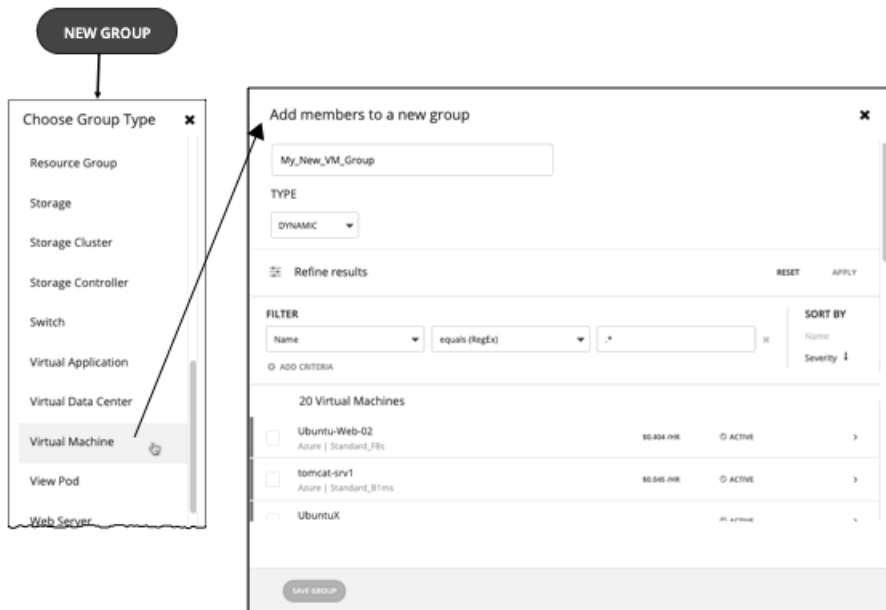 NEW GROUP
Choose Group Type
Resource Group
Storage
Storage Cluster
Storage Controller
Switch
Virtual Application
Virtual Data Center
Virtual Machine
View Pod
Web Server
Add members to a new group
My_New_VM_Group
TYPE
DYNAMIC
Refine results
RESET APPLY
FILTER
SORT BY
Name equals (RegEx) .*
Name
Severity
ADD CRITERIA
20 Virtual Machines
Ubuntu-Web-02
Azure | Standard_F8s
$0.404 /HR ACTIVE
tomcat-srv1
Azure | Standard_B1ms
$0.045 /HR ACTIVE
UbuntuX
ACTIVE
SAVE GROUP